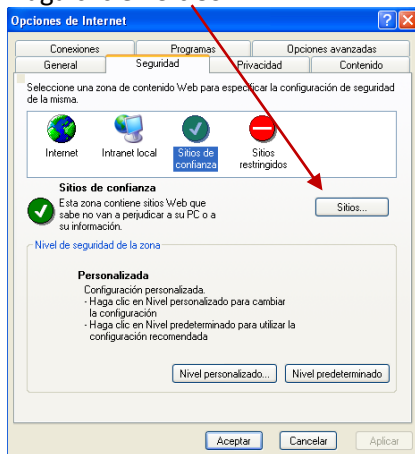 Opciones de Internet
Conexiones Programas Opciones avanzadas
General Seguridad Privacidad Contenido
Seleccione una zona de contenido Web para especificar la configuración de seguridad
de la misma.
Internet Intranet local Sitios de confianza Sitios restringidos
Sitios de confianza
Esta zona contiene sitios Web que
sabe no van a perjudicar a su PC o a
su información.
Sitios...
Nivel de seguridad de la zona
Personalizada
Configuración personalizada.
- Haga clic en Nivel personalizado para cambiar
la configuración
- Haga clic en Nivel predeterminado para utilizar la
configuración recomendada
Nivel personalizado... Nivel predeterminado
Aceptar Cancelar Aplicar